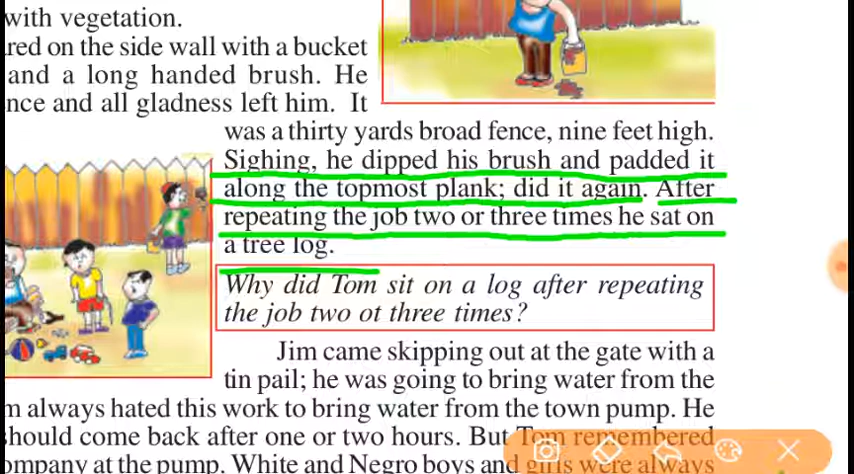 with vegetation.
red on the side wall with a bucket
and a long handed brush. He
nce and all gladness left him. It
was a thirty yards broad fence, nine feet high.
Sighing, he dipped his brush and padded it
along the topmost plank; did it again. After
repeating the job two or three times he sat on
a tree log.
Why did Tom sit on a log after repeating
the job two ot three times?
Jim came skipping out at the gate with a
tin pail; he was going to bring water from the
m always hated this work to bring water from the town pump. He
should come back after one or two hours. But Tom remembered
ompany at the pump. White and Negro boys and girls were always